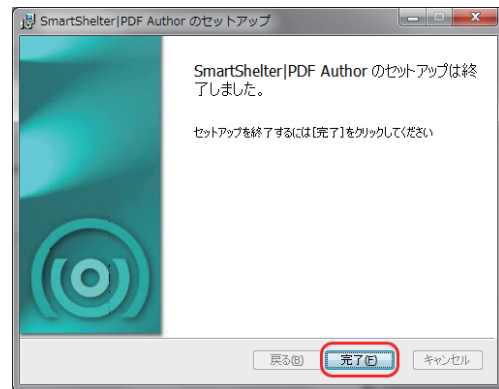 SmartShelter|PDF Author のセットアップ
SmartShelter|PDF Author のセットアップは終
了しました。
セットアップを終了するには[完了]をクリックしてください
戻る(B) 完了(F) キャンセル